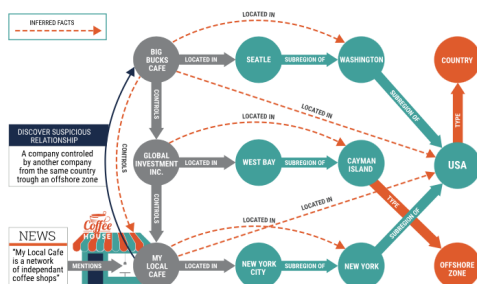 INFERRED FACTS
LOCATED IN
BIG
BUCKS
CAFE
LOCATED IN
SEATLE
SUBREGION OF
WASHINGTON
COUNTRY
CONTROLS
LOCATED IN
SUBREGION OF
TYPE
DISCOVER SUSPICIOUS
RELATIONSHIP
A company controled
by another company
from the same country
trough an offshore zone
CONTROLS
LOCATED IN
GLOBAL
INVESTMENT
INC.
LOCATED IN
WEST BAY
SUBREGION OF
CAYMAN
ISLAND
USA
CONTROLS
LOCATED IN
TYPE
SUBREGION OF
LOCATED IN
NEWS
"My Local Cafe
is a network
of independant
coffee shops"
MENTIONS
Coffee
HOUSE
MY
LOCAL
CAFE
LOCATED IN
NEW YORK
CITY
SUBREGION OF
NEW YORK
OFFSHORE
ZONE